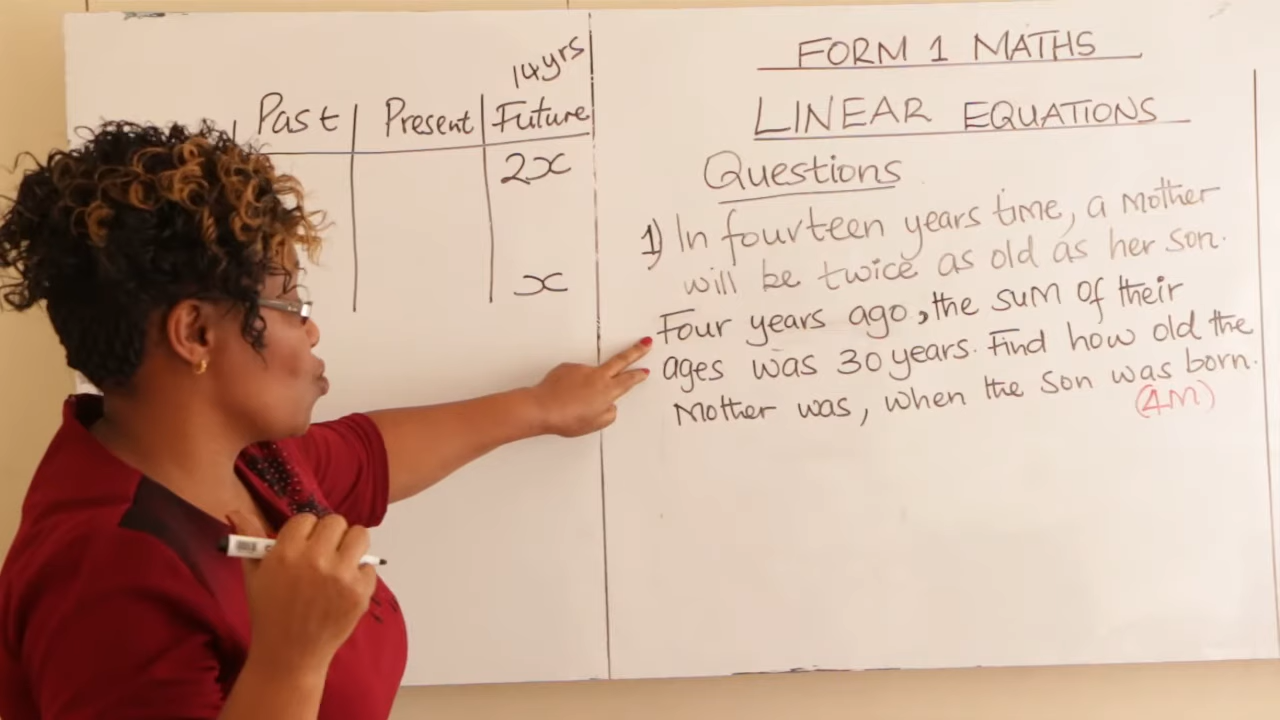 14yrs
Past Present Future
2x
x
FORM 1 MATHS
LINEAR EQUATIONS
Questions
1) In fourteen years time, a Mother
will be twice as old as her son.
Four years ago, the sum of their
ages was 30 years. Find how old the
Mother was, when the son was born.
(4M)